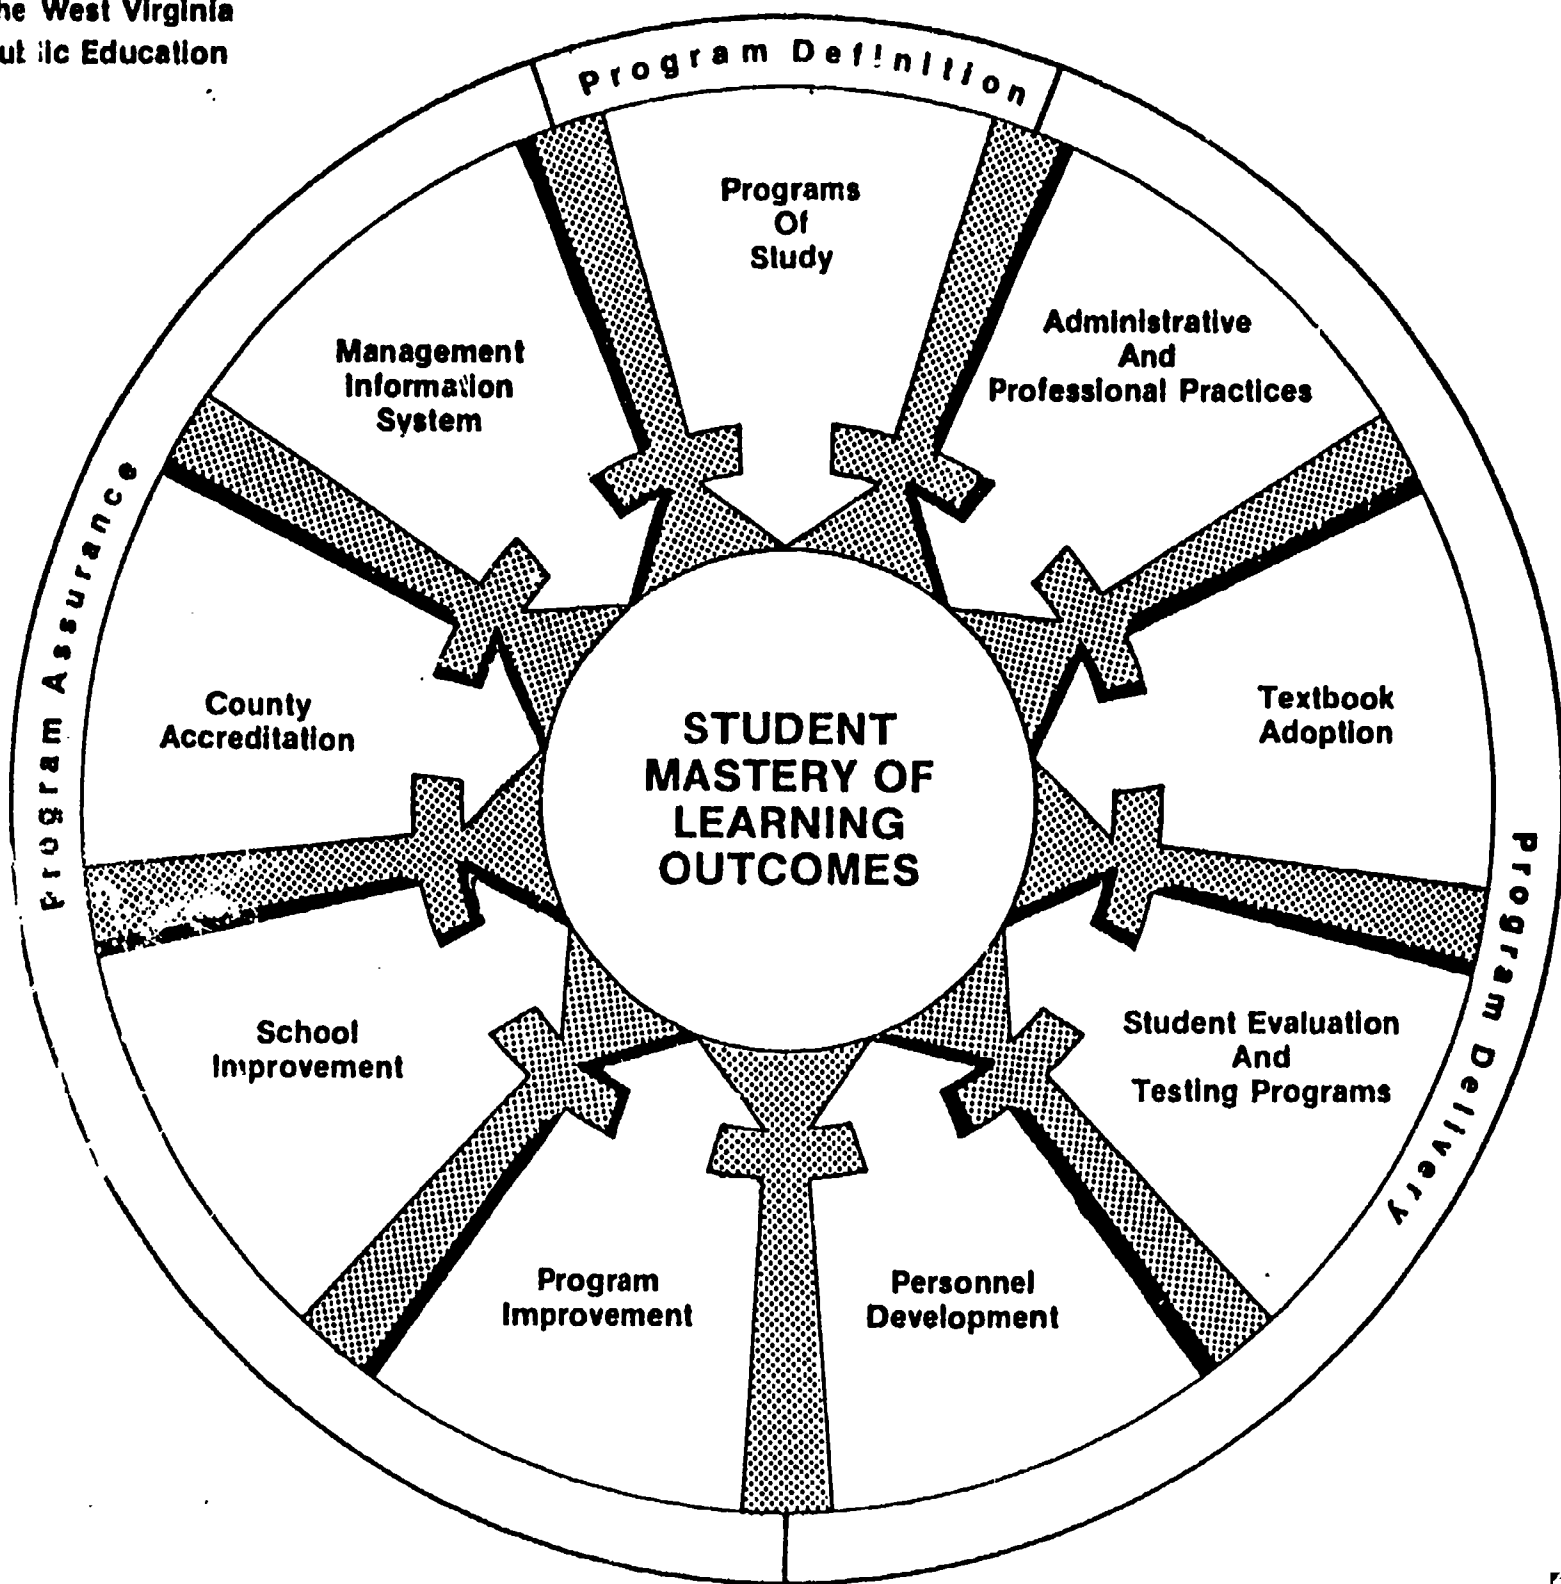 he West Virginia
Education
Program Definition
Programs
Of
Study
Administrative
And
Professional Practices
Management
Information
System
Textbook
Adoption
County
Accreditation
STUDENT
MASTERY OF
LEARNING
OUTCOMES
Student Evaluation
And
Testing Programs
School
Improvement
Personnel
Development
Program
Improvement
Program Assurance
Program Delivery